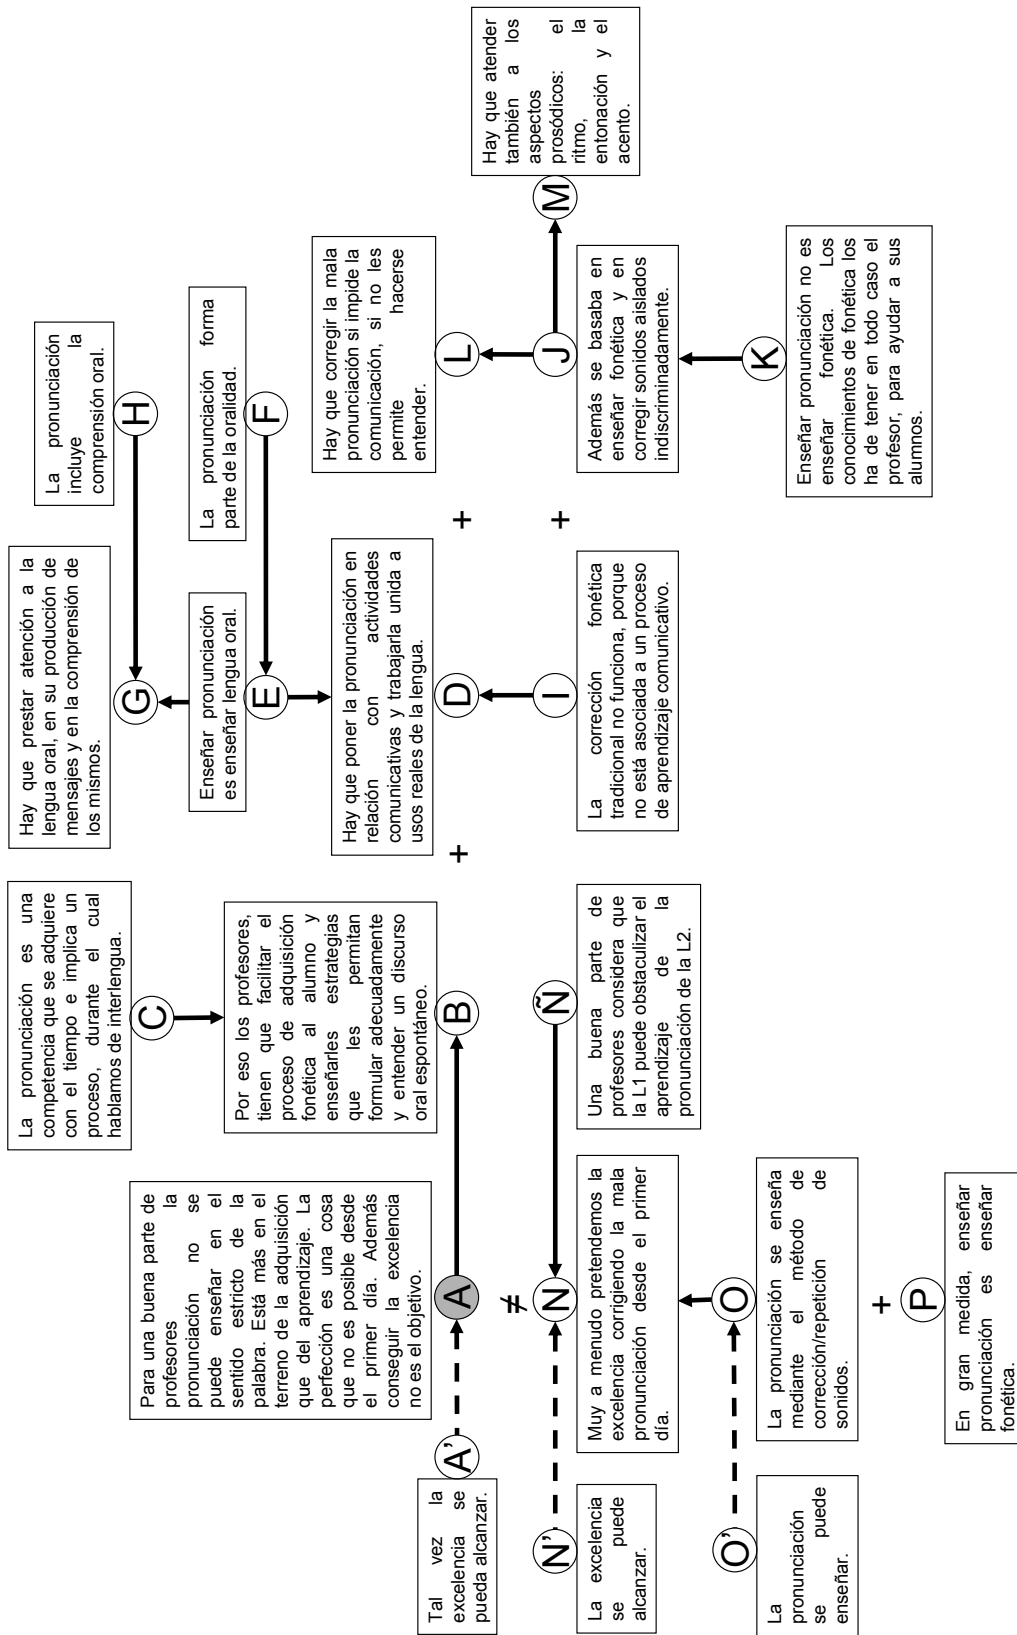 Tal vez la
excelencia se
pueda alcanzar.
A'
Para una buena parte de
profesores la
pronunciación no se
puede enseñar en el
sentido estricto de la
palabra. Está más en el
terreno de la adquisición
que del aprendizaje. La
perfección es una cosa
que no es posible desde
el primer día. Además
conseguir la excelencia
no es el objetivo.
A
La pronunciación es una
competencia que se adquiere
con el tiempo e implica un
proceso, durante el cual
hablamos de interlengua.
C
Por eso los profesores,
tienen que facilitar el
proceso de adquisición
fonética al alumno y
enseñarles estrategias
que les permitan
formular adecuadamente
y entender un discurso
oral espontáneo.
B
+
Hay que prestar atención a la
lengua oral, en su producción de
mensajes y en la comprensión de
los mismos.
G
La pronunciación
incluye la
comprensión oral.
H
Enseñar pronunciación
es enseñar lengua oral.
E
La pronunciación forma
parte de la oralidad.
F
Hay que poner la pronunciación en
relación con actividades
comunicativas y trabajarla unida a
usos reales de la lengua.
D
+
Hay que corregir la mala
pronunciación si impide la
comunicación, si no les
permite hacerse
entender.
L
Hay que atender
también a los
aspectos
prosódicos: el
ritmo, la
entonación y el
acento.
M
≠
N'
La excelencia
se puede
alcanzar.
N
Muy a menudo pretendemos la
excelencia corrigiendo la mala
pronunciación desde el primer
día.
Ñ
Una buena parte de
profesores considera que
la L1 puede obstaculizar el
aprendizaje de la
pronunciación de la L2.
I
La corrección fonética
tradicional no funciona, porque
no está asociada a un proceso
de aprendizaje comunicativo.
+
J
Además se basaba en
enseñar fonética y en
corregir sonidos aislados
indiscriminadamente.
O'
La
pronunciación
se puede
enseñar.
O
La pronunciación se enseña
mediante el método de
corrección/repetición de
sonidos.
+
P
En gran medida, enseñar
pronunciación es enseñar
fonética.
K
Enseñar pronunciación no es
enseñar fonética. Los
conocimientos de fonética los
ha de tener en todo caso el
profesor, para ayudar a sus
alumnos.